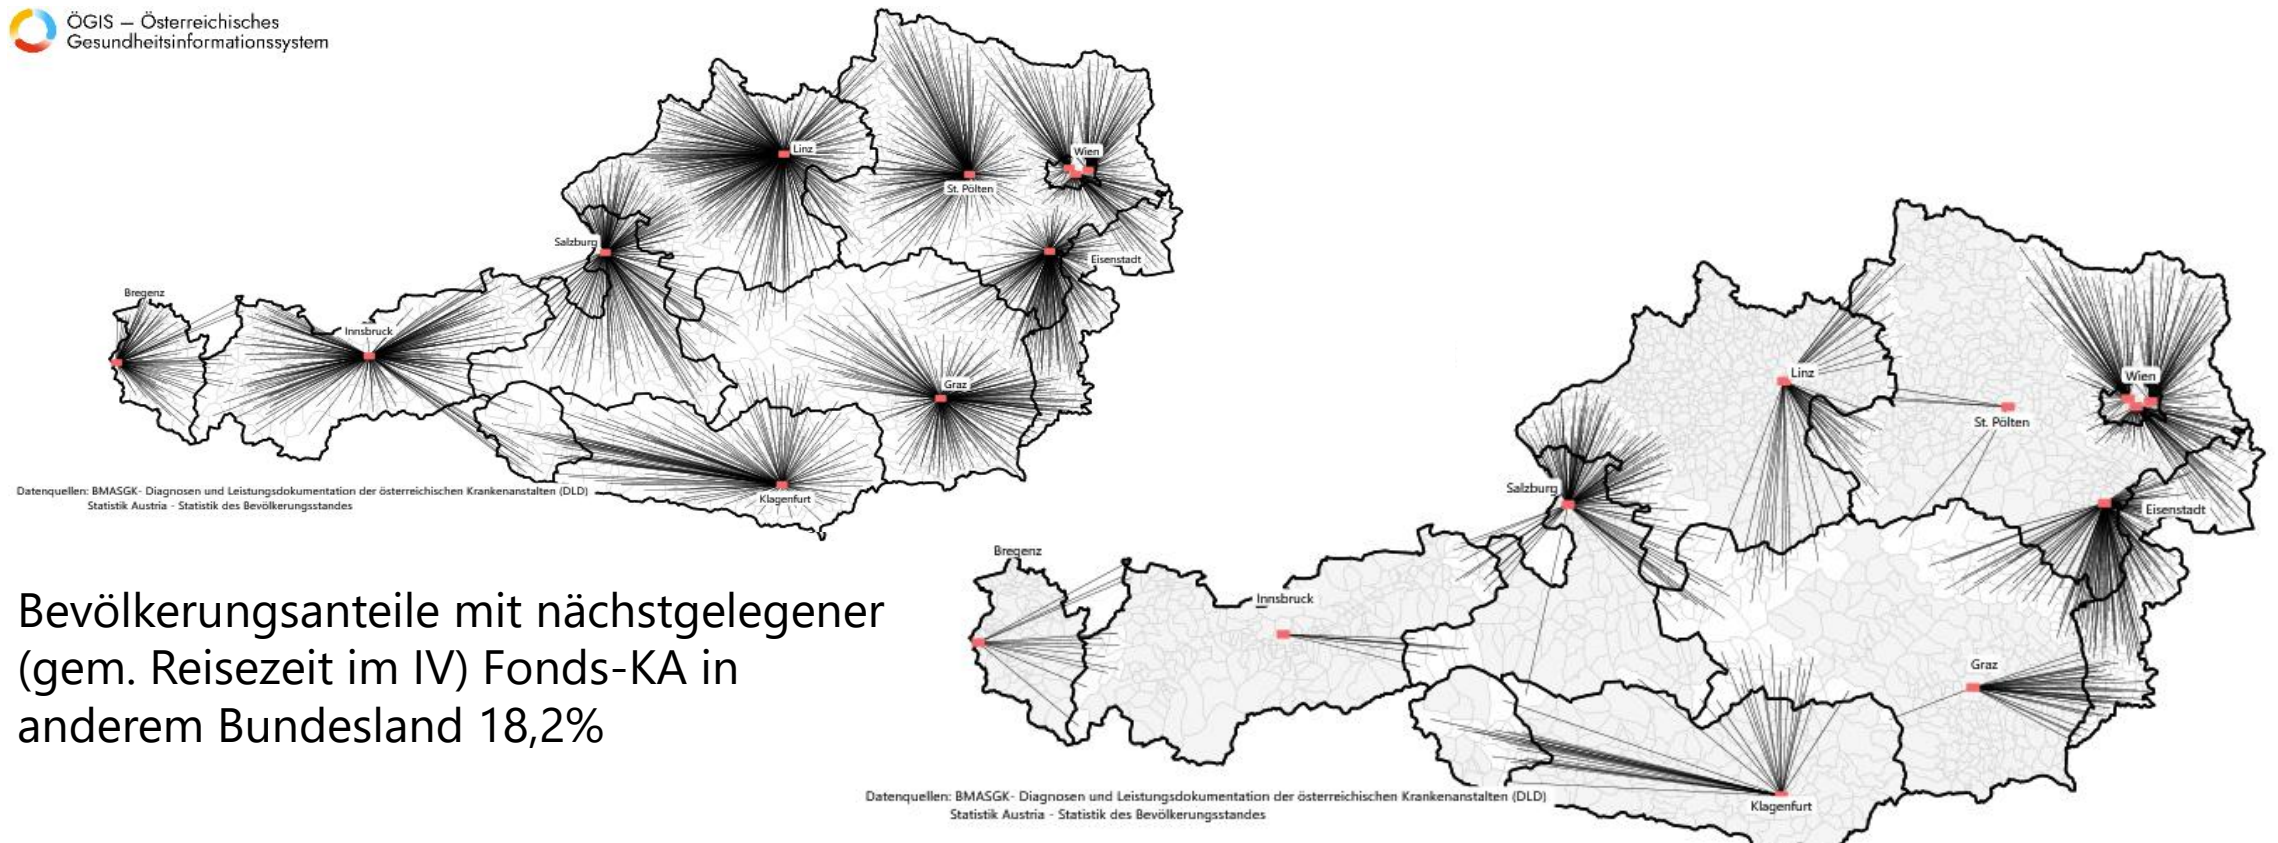 ÖGIS – Österreichisches
Gesundheitsinformationssystem
Linz
Wien
St. Pölten
Salzburg
Eisenstadt
Bregenz
Innsbruck
Graz
Klagenfurt
Datenquellen: BMASGK- Diagnosen und Leistungsdokumentation der österreichischen Krankenanstalten (DLD)
Statistik Austria - Statistik des Bevölkerungsstandes
Bevölkerungsanteile mit nächstgelegener
(gem. Reisezeit im IV) Fonds-KA in
anderem Bundesland 18,2%
Linz
Wien
St. Pölten
Salzburg
Eisenstadt
Bregenz
Innsbruck
Graz
Klagenfurt
Datenquellen: BMASGK- Diagnosen und Leistungsdokumentation der österreichischen Krankenanstalten (DLD)
Statistik Austria - Statistik des Bevölkerungsstandes